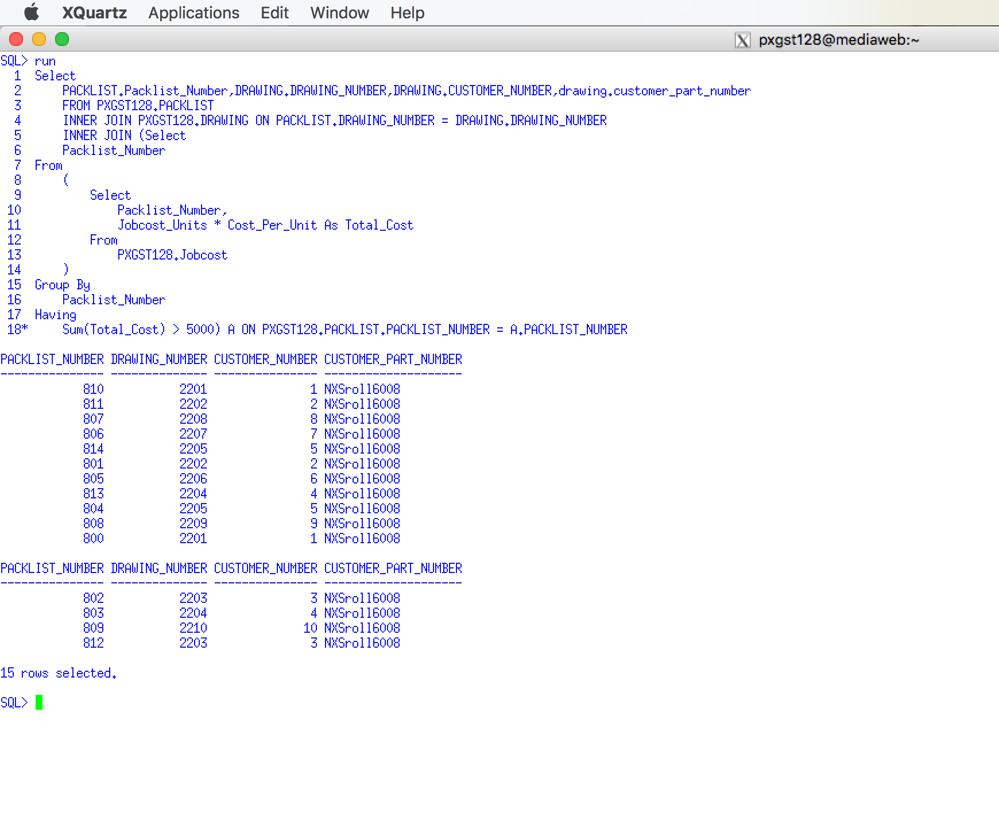 XQuartz Applications Edit Window Help
X pxgst128@mediaweb:~
SQL> run
  1  Select
  2      PACKLIST.Packlist_Number,DRAWING.DRAWING_NUMBER,DRAWING.CUSTOMER_NUMBER,drawing.customer_part_number
  3      FROM PXGST128.PACKLIST
  4      INNER JOIN PXGST128.DRAWING ON PACKLIST.DRAWING_NUMBER = DRAWING.DRAWING_NUMBER
  5      INNER JOIN (Select
  6      Packlist_Number
  7  From
  8      (
  9          Select
 10              Packlist_Number,
 11              Jobcost_Units * Cost_Per_Unit As Total_Cost
 12          From
 13              PXGST128.Jobcost
 14      )
 15  Group By
 16      Packlist_Number
 17  Having
 18*     Sum(Total_Cost) > 5000) A ON PXGST128.PACKLIST.PACKLIST_NUMBER = A.PACKLIST_NUMBER
PACKLIST_NUMBER DRAWING_NUMBER CUSTOMER_NUMBER CUSTOMER_PART_NUMBER
--------------- -------------- --------------- --------------------
            810           2201               1 NXSroll6008
            811           2202               2 NXSroll6008
            807           2208               8 NXSroll6008
            806           2207               7 NXSroll6008
            814           2205               5 NXSroll6008
            801           2202               2 NXSroll6008
            805           2206               6 NXSroll6008
            813           2204               4 NXSroll6008
            804           2205               5 NXSroll6008
            808           2209               9 NXSroll6008
            800           2201               1 NXSroll6008
PACKLIST_NUMBER DRAWING_NUMBER CUSTOMER_NUMBER CUSTOMER_PART_NUMBER
--------------- -------------- --------------- --------------------
            802           2203               3 NXSroll6008
            803           2204               4 NXSroll6008
            809           2210              10 NXSroll6008
            812           2203               3 NXSroll6008
15 rows selected.
SQL>